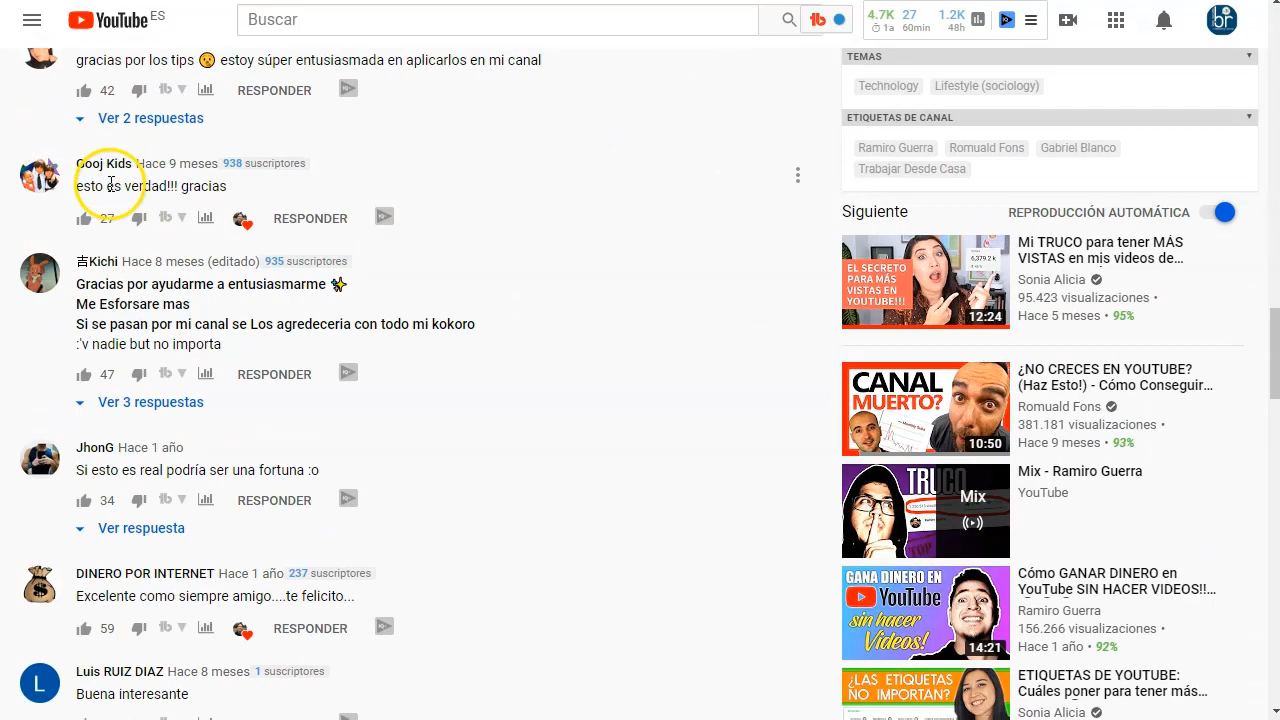 YouTube ES
Buscar
4.7K 27 1.2K
1a 60min 48h
gracias por tu tips 😯 estoy súper entusiasmada en aplicarlos en mi canal
42 RESPONDER
Ver 2 respuestas
Gooj Kids Hace 9 meses 938 suscriptores
esto es verdad!!! gracias
27 RESPONDER
吉Kichi Hace 8 meses (editado) 935 suscriptores
Gracias por volverme a entusiasmarme
Me Esforsare mas
Si se pasan por mi canal se Los agredeceria con todo mi kokoro
:'v nadie but no importa
47 RESPONDER
Ver 3 respuestas
JhonG Hace 1 año
Si esto es real podría ser una fortuna :o
34 RESPONDER
Ver respuesta
DINERO POR INTERNET Hace 1 año 237 suscriptores
Excelente como siempre amigo....te felicito...
59 RESPONDER
L
Luis RUIZ DIAZ Hace 8 meses 1 suscriptores
Buena interesante
TEMAS
Technology Lifestyle (sociology)
ETIQUETAS DE CANAL
Ramiro Guerra Romuald Fons Gabriel Blanco
Trabajar Desde Casa
Siguiente REPRODUCCIÓN AUTOMÁTICA
EL SECRETO
PARA MÁS
VISTAS EN
YOUTUBE!!!
6,379.2 k
12:24
Mi TRUCO para tener MÁS
VISTAS en mis videos de...
Sonia Alicia
95.423 visualizaciones •
Hace 5 meses • 95%
CANAL
MUERTO?
10:50
¿NO CRECES EN YOUTUBE?
(Haz Esto!) - Cómo Conseguir...
Romuald Fons
381.181 visualizaciones •
Hace 9 meses • 93%
TRUCO
Mix
Mix - Ramiro Guerra
YouTube
GANA DINERO EN
YouTube
sin hacer
Videos!
14:21
Cómo GANAR DINERO en
YouTube SIN HACER VIDEOS!!...
Ramiro Guerra
156.266 visualizaciones •
Hace 1 año • 92%
¿LAS ETIQUETAS
NO IMPORTAN?
ETIQUETAS DE YOUTUBE:
Cuáles poner para tener más...
Sonia Alicia